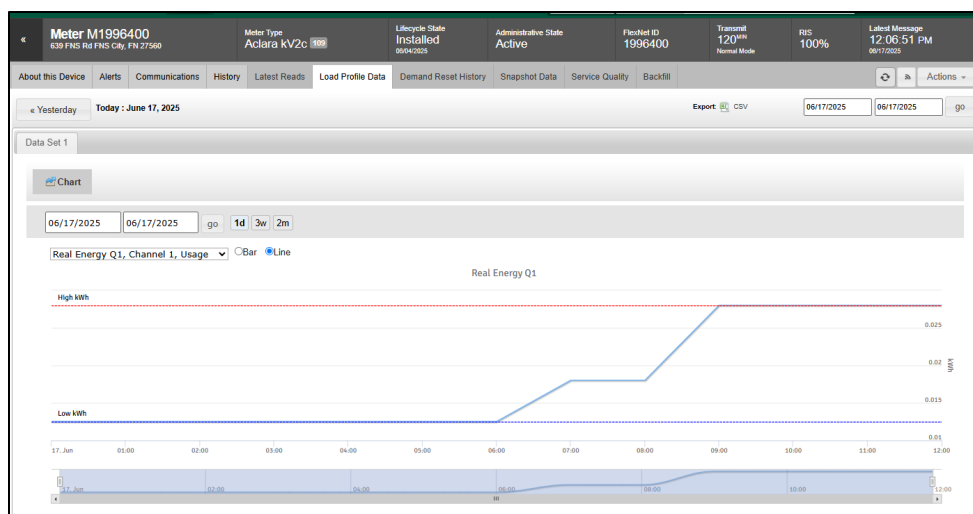 «
Meter M1996400
639 FNS Rd FNS City, FN 27560
Meter Type
Aclara kV2c 109
Lifecycle State
Installed
06/04/2025
Administrative State
Active
FlexNet ID
1996400
Transmit
120MIN
Normal Mode
RIS
100%
Latest Message
12:06:51 PM
06/17/2025
About this Device Alerts Communications History Latest Reads Load Profile Data Demand Reset History Snapshot Data Service Quality Backfill Actions
« Yesterday Today : June 17, 2025 Export: CSV 06/17/2025 06/17/2025 go
Data Set 1
Chart
06/17/2025 06/17/2025 go 1d 3w 2m
Real Energy Q1, Channel 1, Usage Bar Line
Real Energy Q1
High kWh
0.025
0.02
kWh
0.015
Low kWh
0.01
17. Jun 01:00 02:00 03:00 04:00 05:00 06:00 07:00 08:00 09:00 10:00 11:00 12:00
17. Jun 02:00 04:00 06:00 08:00 10:00 12:00